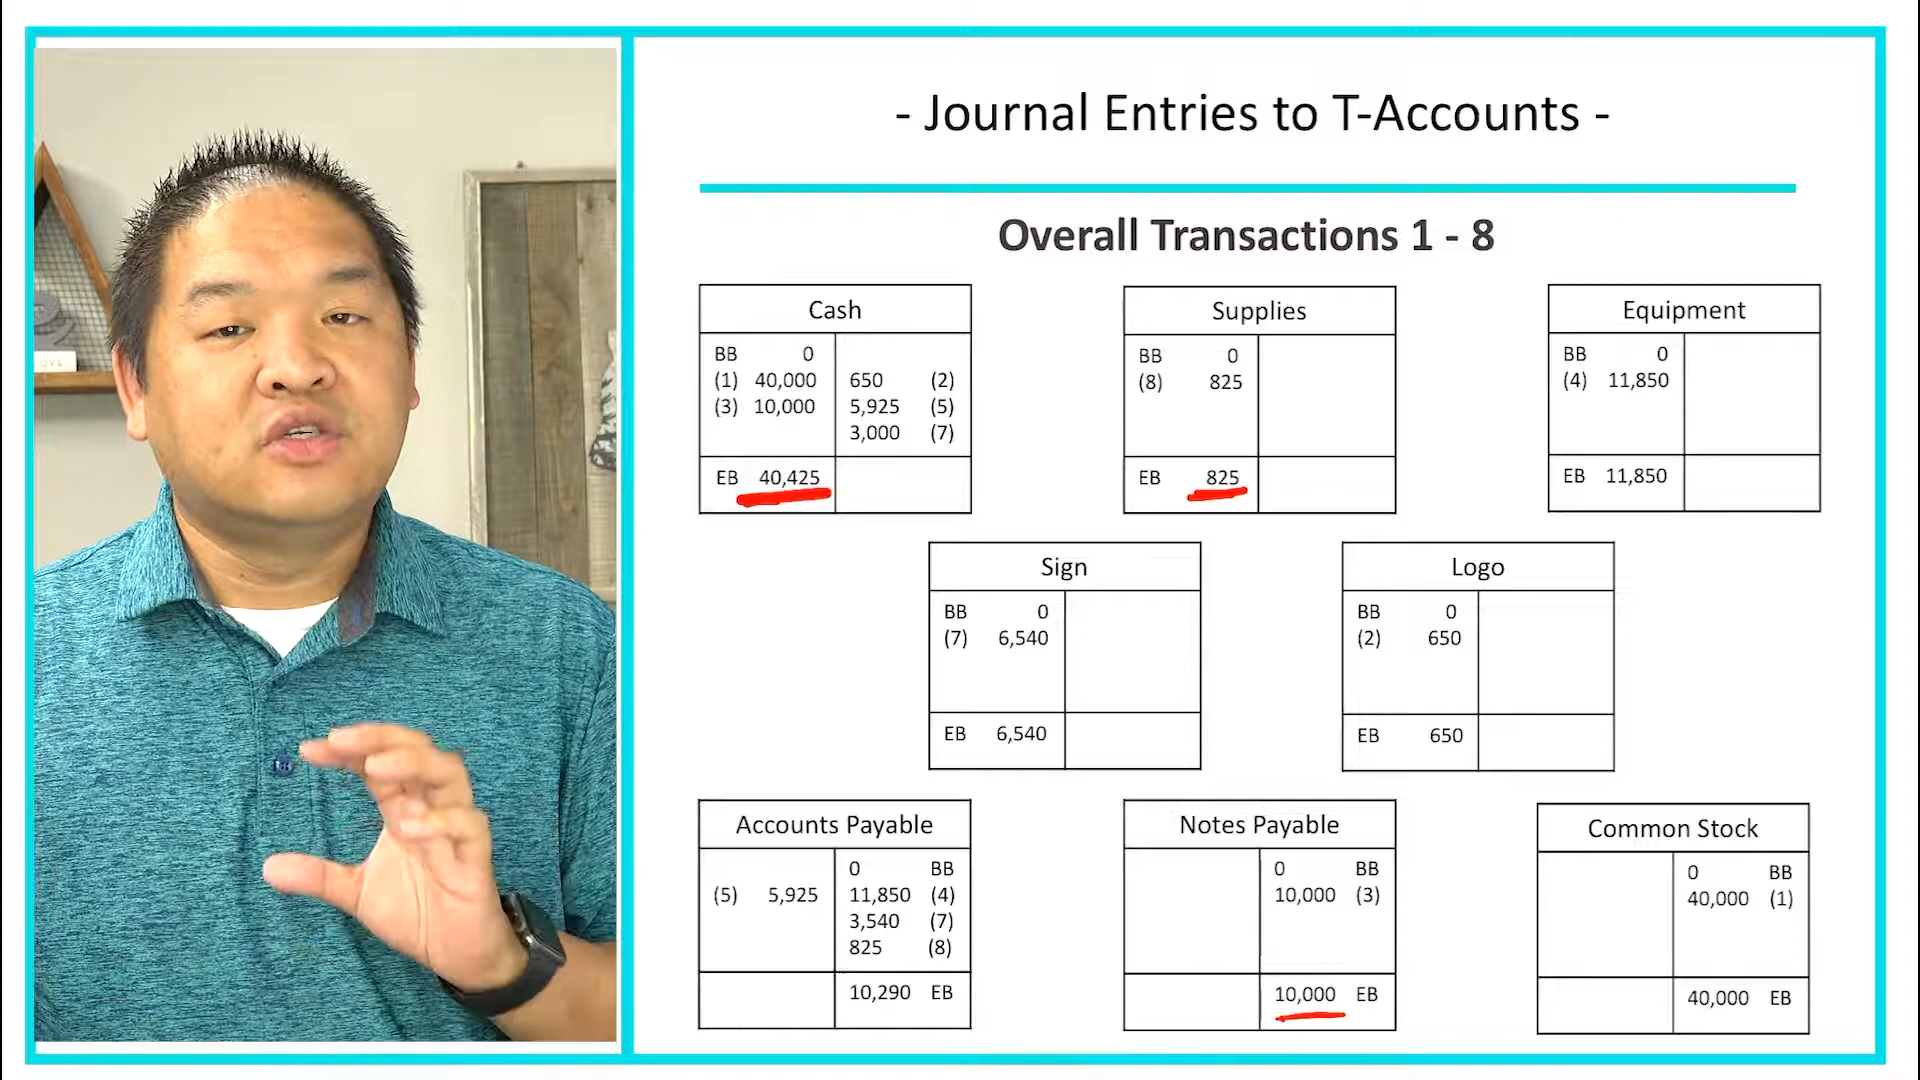 - Journal Entries to T-Accounts -
Overall Transactions 1 - 8
Cash
BB 0
(1) 40,000 650 (2)
(3) 10,000 5,925 (5)
3,000 (7)
EB 40,425
Supplies
BB 0
(8) 825
EB 825
Equipment
BB 0
(4) 11,850
EB 11,850
Sign
BB 0
(7) 6,540
EB 6,540
Logo
BB 0
(2) 650
EB 650
Accounts Payable
0 BB
(5) 5,925 11,850 (4)
3,540 (7)
825 (8)
10,290 EB
Notes Payable
0 BB
10,000 (3)
10,000 EB
Common Stock
0 BB
40,000 (1)
40,000 EB